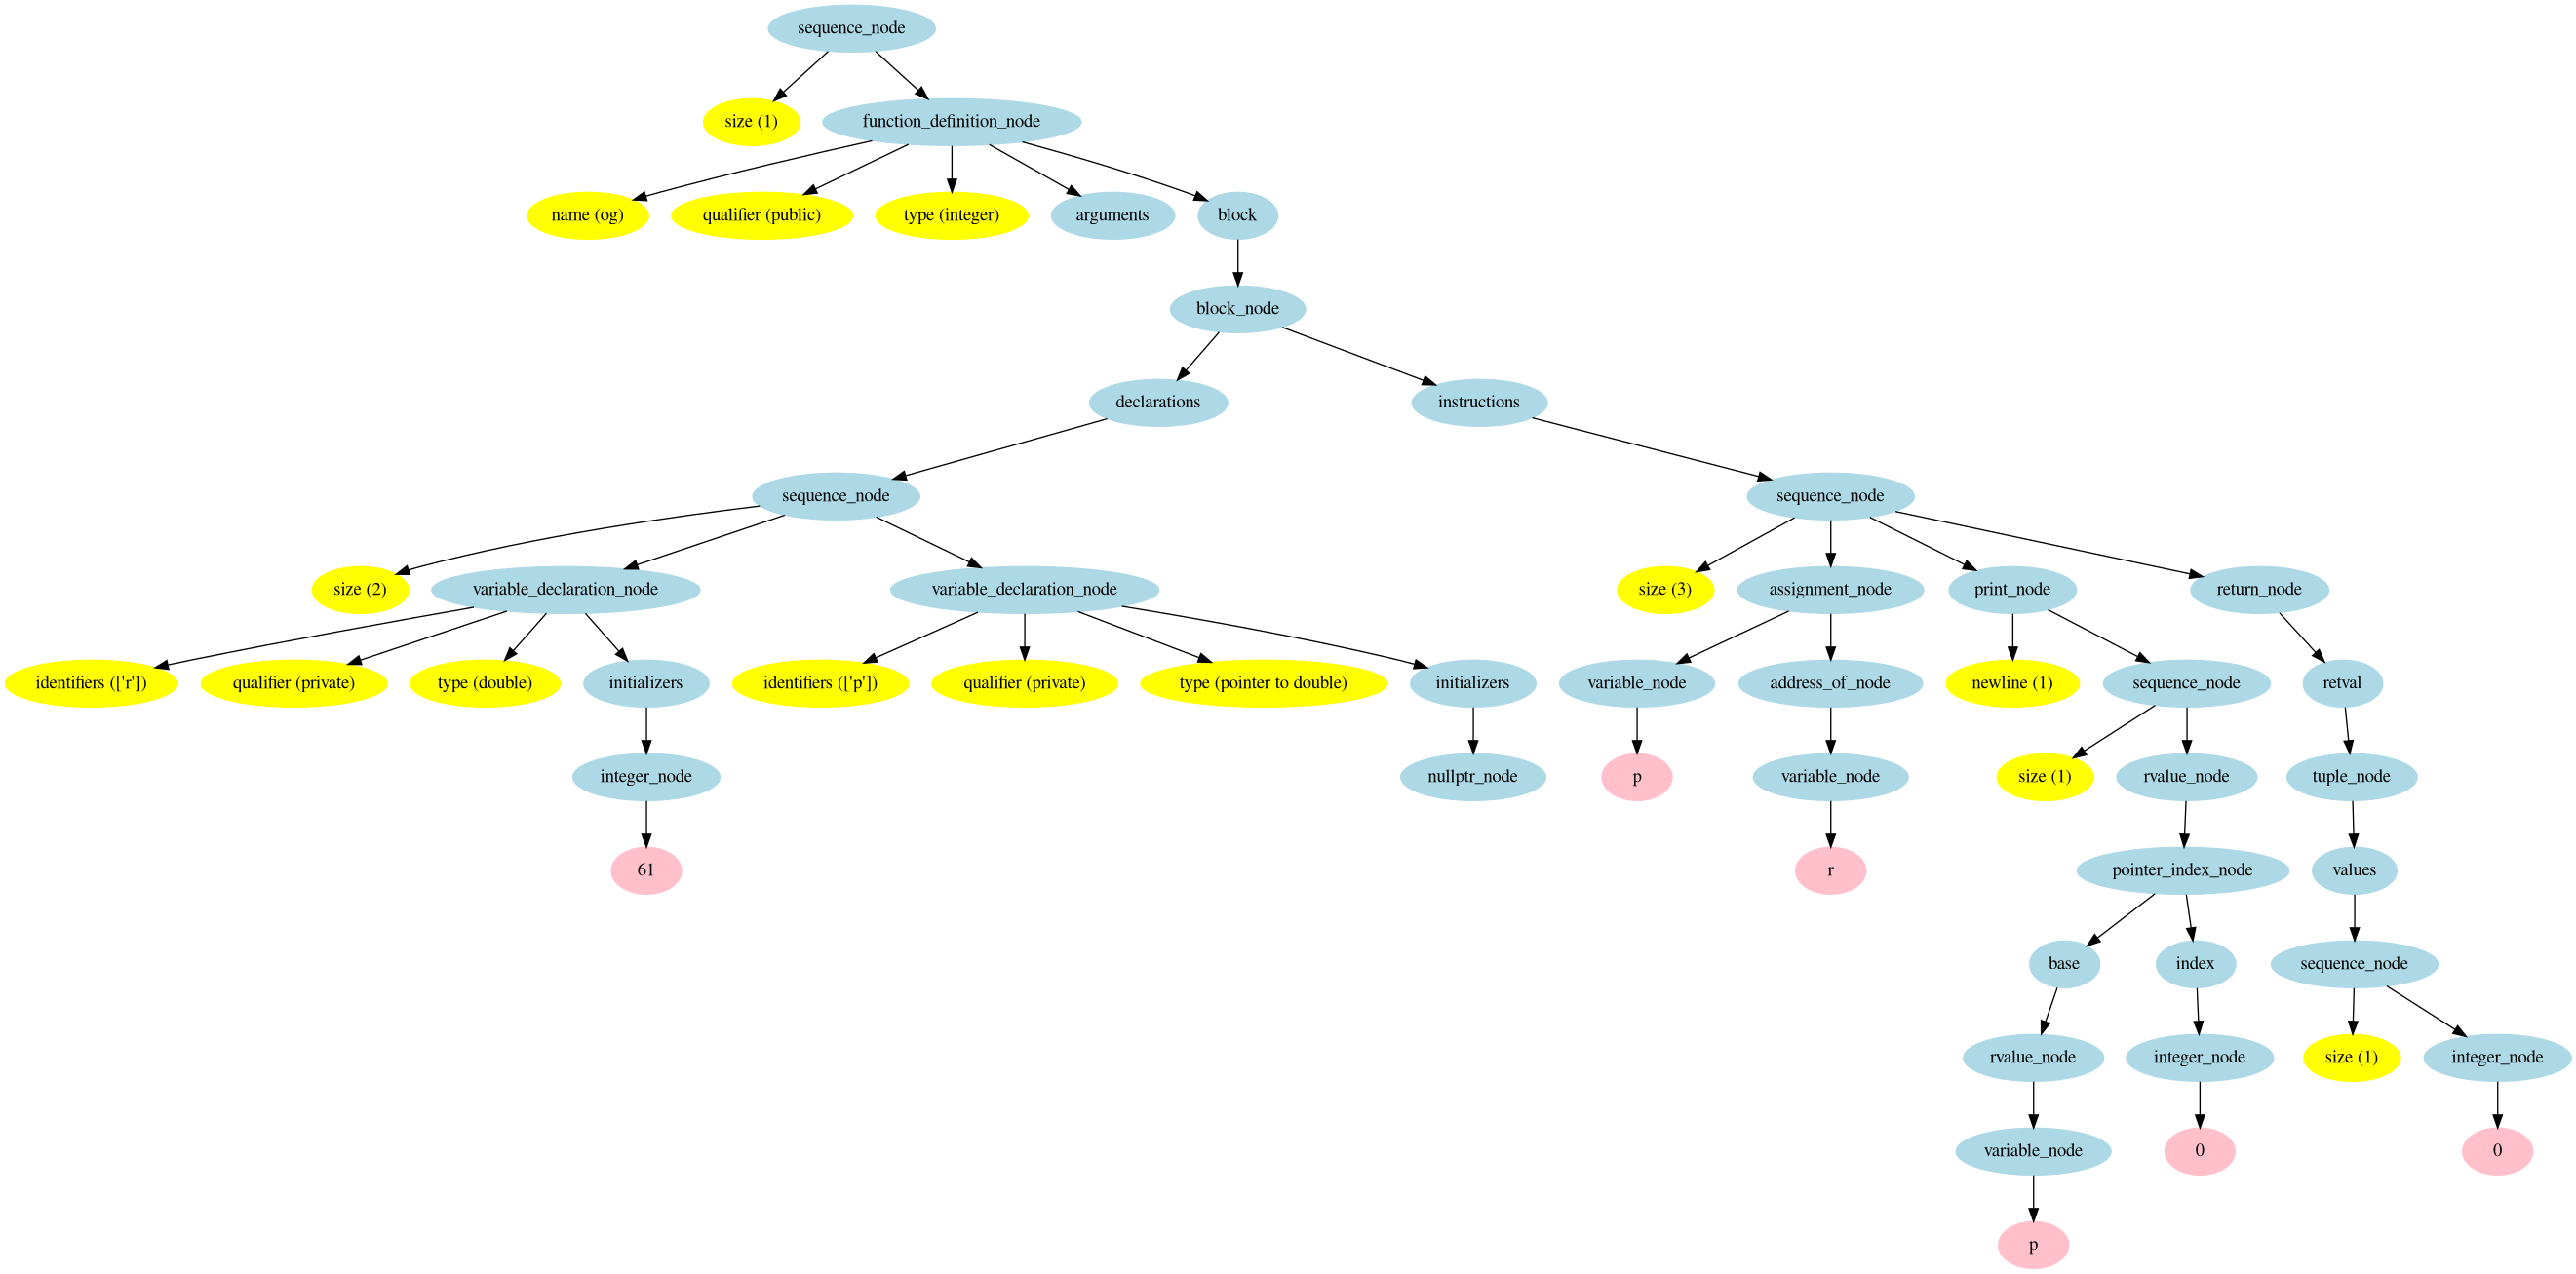 sequence_node
size (1)
function_definition_node
name (og)
qualifier (public)
type (integer)
arguments
block
block_node
declarations
instructions
sequence_node
sequence_node
size (2)
variable_declaration_node
variable_declaration_node
size (3)
assignment_node
print_node
return_node
identifiers (['r'])
qualifier (private)
type (double)
initializers
identifiers (['p'])
qualifier (private)
type (pointer to double)
initializers
variable_node
address_of_node
newline (1)
sequence_node
retval
integer_node
nullptr_node
p
variable_node
size (1)
rvalue_node
tuple_node
61
r
pointer_index_node
values
base
index
sequence_node
rvalue_node
integer_node
size (1)
integer_node
variable_node
0
0
p